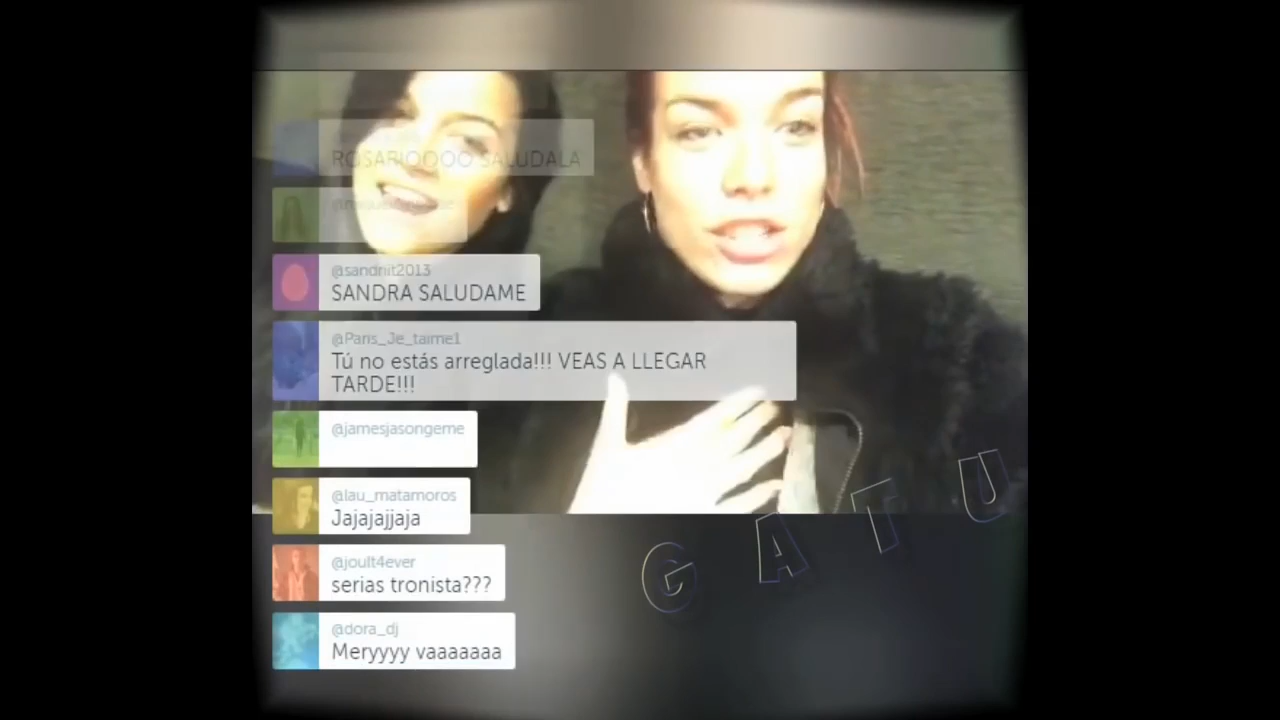 ROSARIOOOO SALUDALA
@sandriit2013
SANDRA SALUDAME
@Paris_Je_taime1
Tú no estás arreglada!!! VEAS A LLEGAR
TARDE!!!
@jamesjasongeme
@lau_matamoros
Jajajajjaja
@joult4ever
serias tronista???
@dora_dj
Meryyyy vaaaaaaa
G A T U